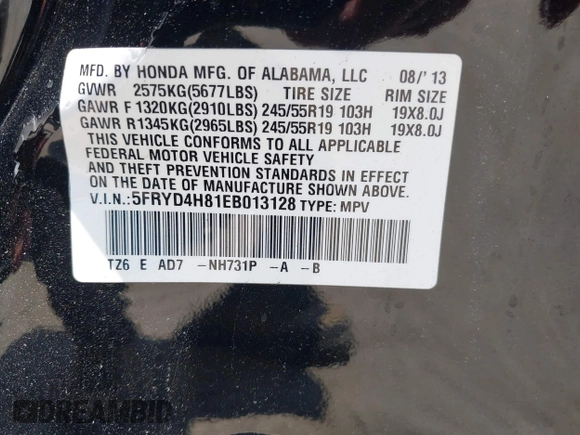 MFD. BY HONDA MFG. OF ALABAMA, LLC 08/'13
GVWR 2575KG(5677LBS) TIRE SIZE RIM SIZE
GAWR F 1320KG(2910LBS) 245/55R19 103H 19X8.0J
GAWR R1345KG(2965LBS) 245/55R19 103H 19X8.0J
THIS VEHICLE CONFORMS TO ALL APPLICABLE
FEDERAL MOTOR VEHICLE SAFETY
AND THEFT PREVENTION STANDARDS IN EFFECT
ON THE DATE OF MANUFACTURE SHOWN ABOVE.
V.I.N.:5FRYD4H81EB013128 TYPE: MPV
TZ6 E AD7 -NH731P -A -B
DREAMBID